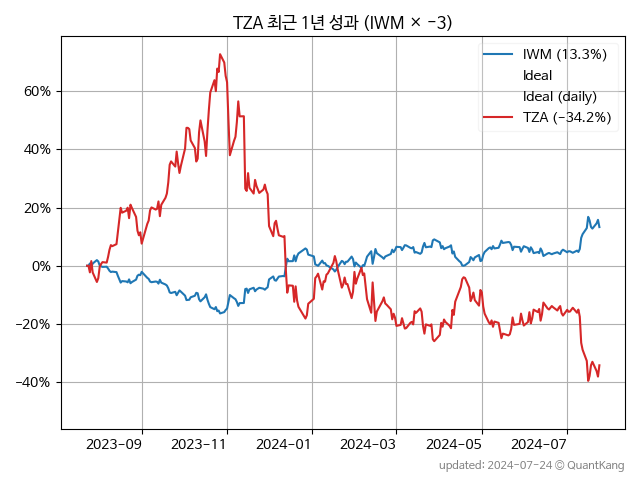 TZA 최근 1년 성과 (IWM × −3)
IWM (13.3%)
Ideal
Ideal (daily)
TZA (−34.2%)
60%
40%
20%
0%
−20%
−40%
2023-09 2023-11 2024-01 2024-03 2024-05 2024-07
updated: 2024-07-24 © QuantKang